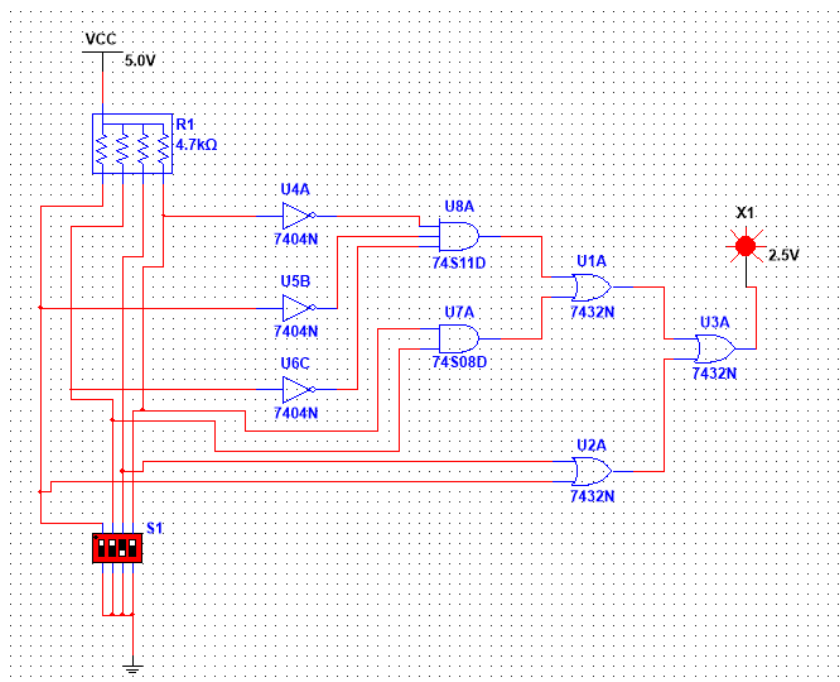 VCC
5.0V
R1
4.7kΩ
U4A
7404N
U8A
74S11D
X1
2.5V
U5B
7404N
U1A
7432N
U7A
74S08D
U3A
7432N
U6C
7404N
U2A
7432N
S1